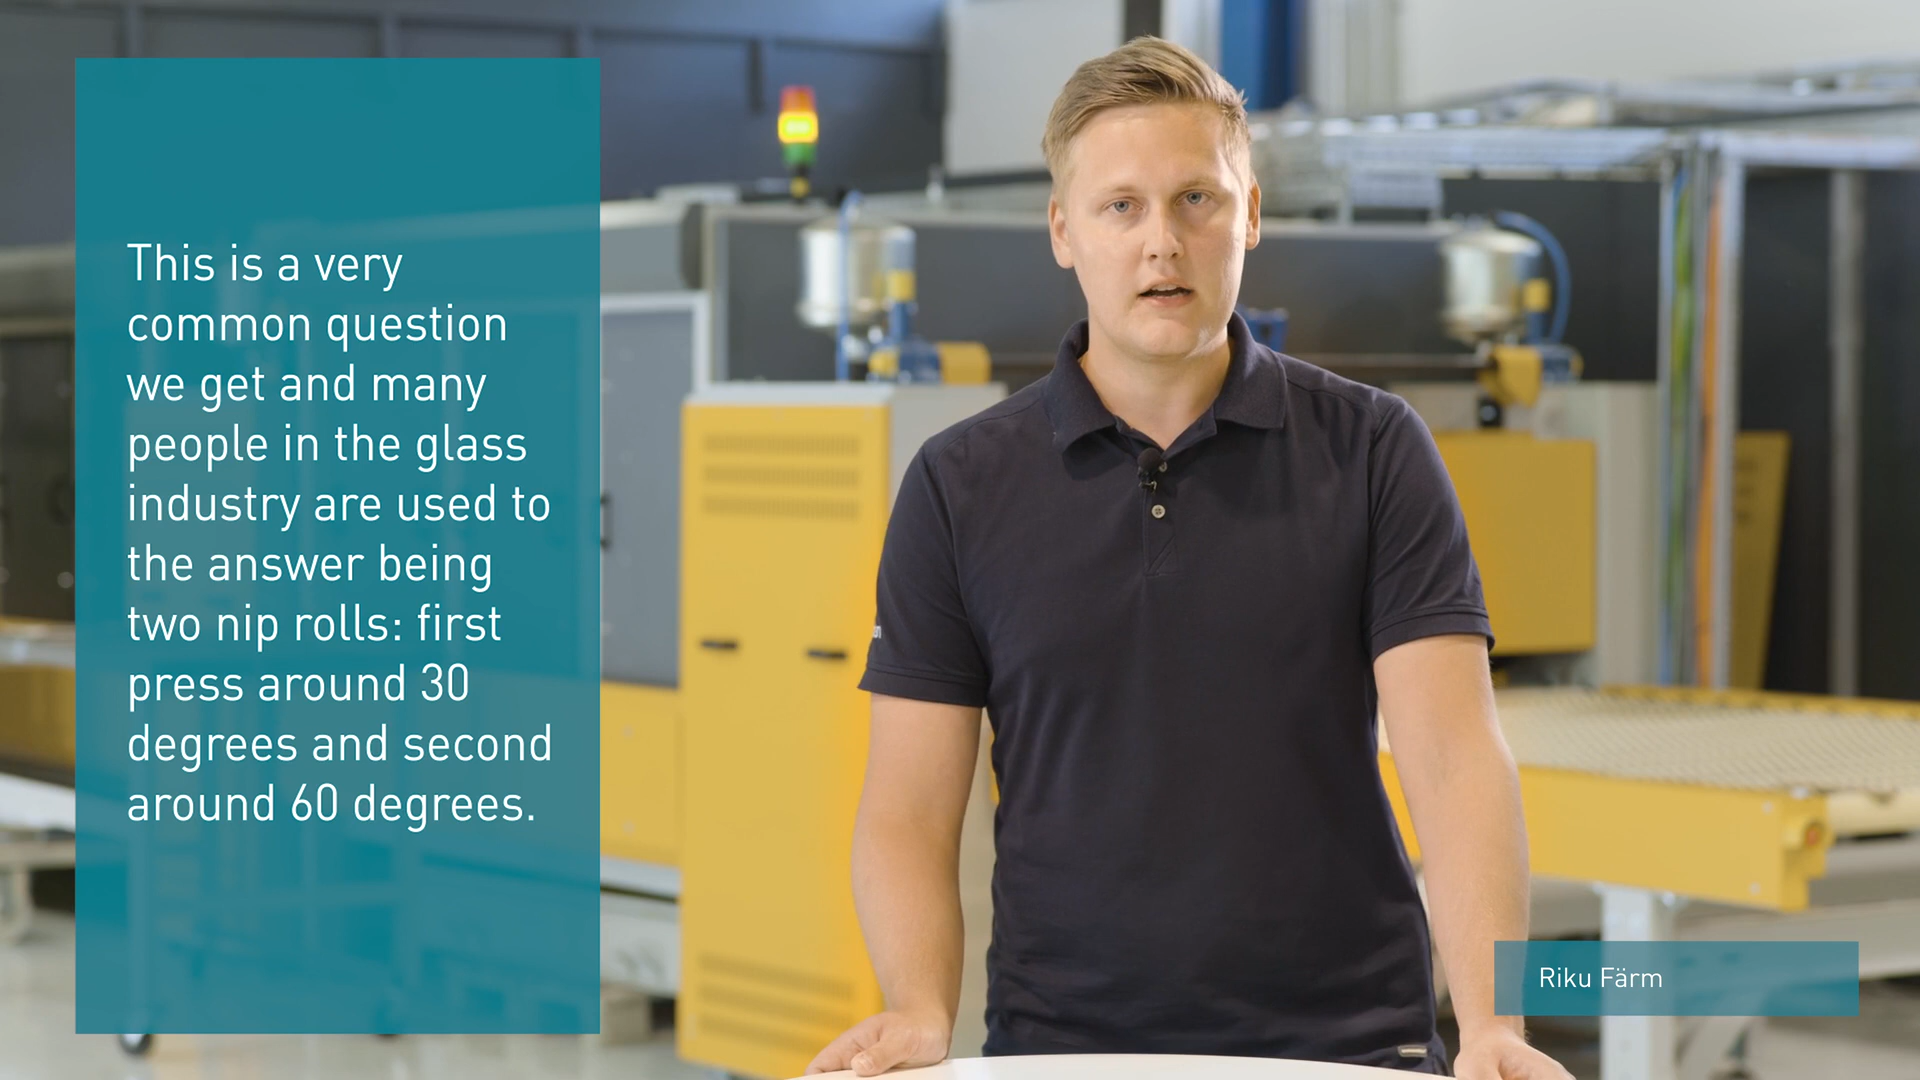 This is a very
common question
we get and many
people in the glass
industry are used to
the answer being
two nip rolls: first
press around 30
degrees and second
around 60 degrees.
Riku Färm